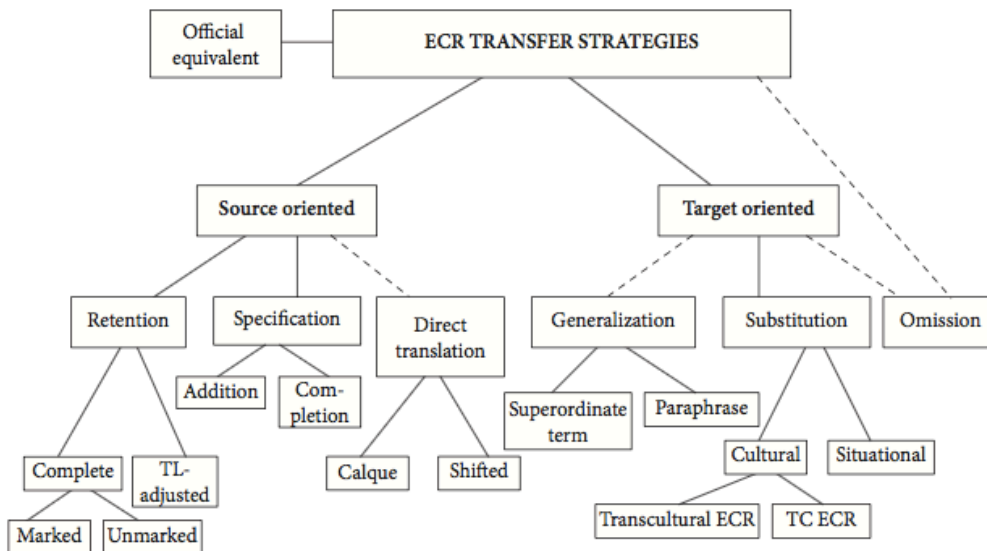 Official
equivalent
ECR TRANSFER STRATEGIES
Source oriented
Target oriented
Retention
Specification
Direct
translation
Generalization
Substitution
Omission
Addition
Com-
pletion
Superordinate
term
Paraphrase
Complete
TL-
adjusted
Calque
Shifted
Cultural
Situational
Marked
Unmarked
Transcultural ECR
TC ECR